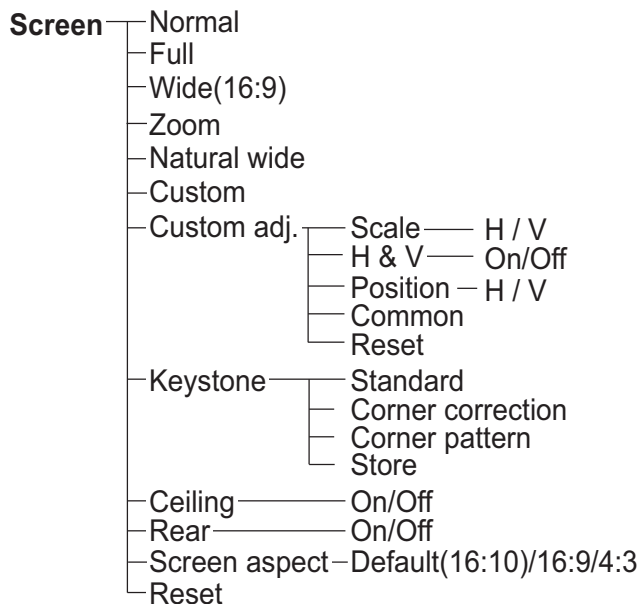 Screen Normal
Full
Wide(16:9)
Zoom
Natural wide
Custom
Custom adj. Scale H / V
H & V On/Off
Position H / V
Common
Reset
Keystone Standard
Corner correction
Corner pattern
Store
Ceiling On/Off
Rear On/Off
Screen aspect Default(16:10)/16:9/4:3
Reset